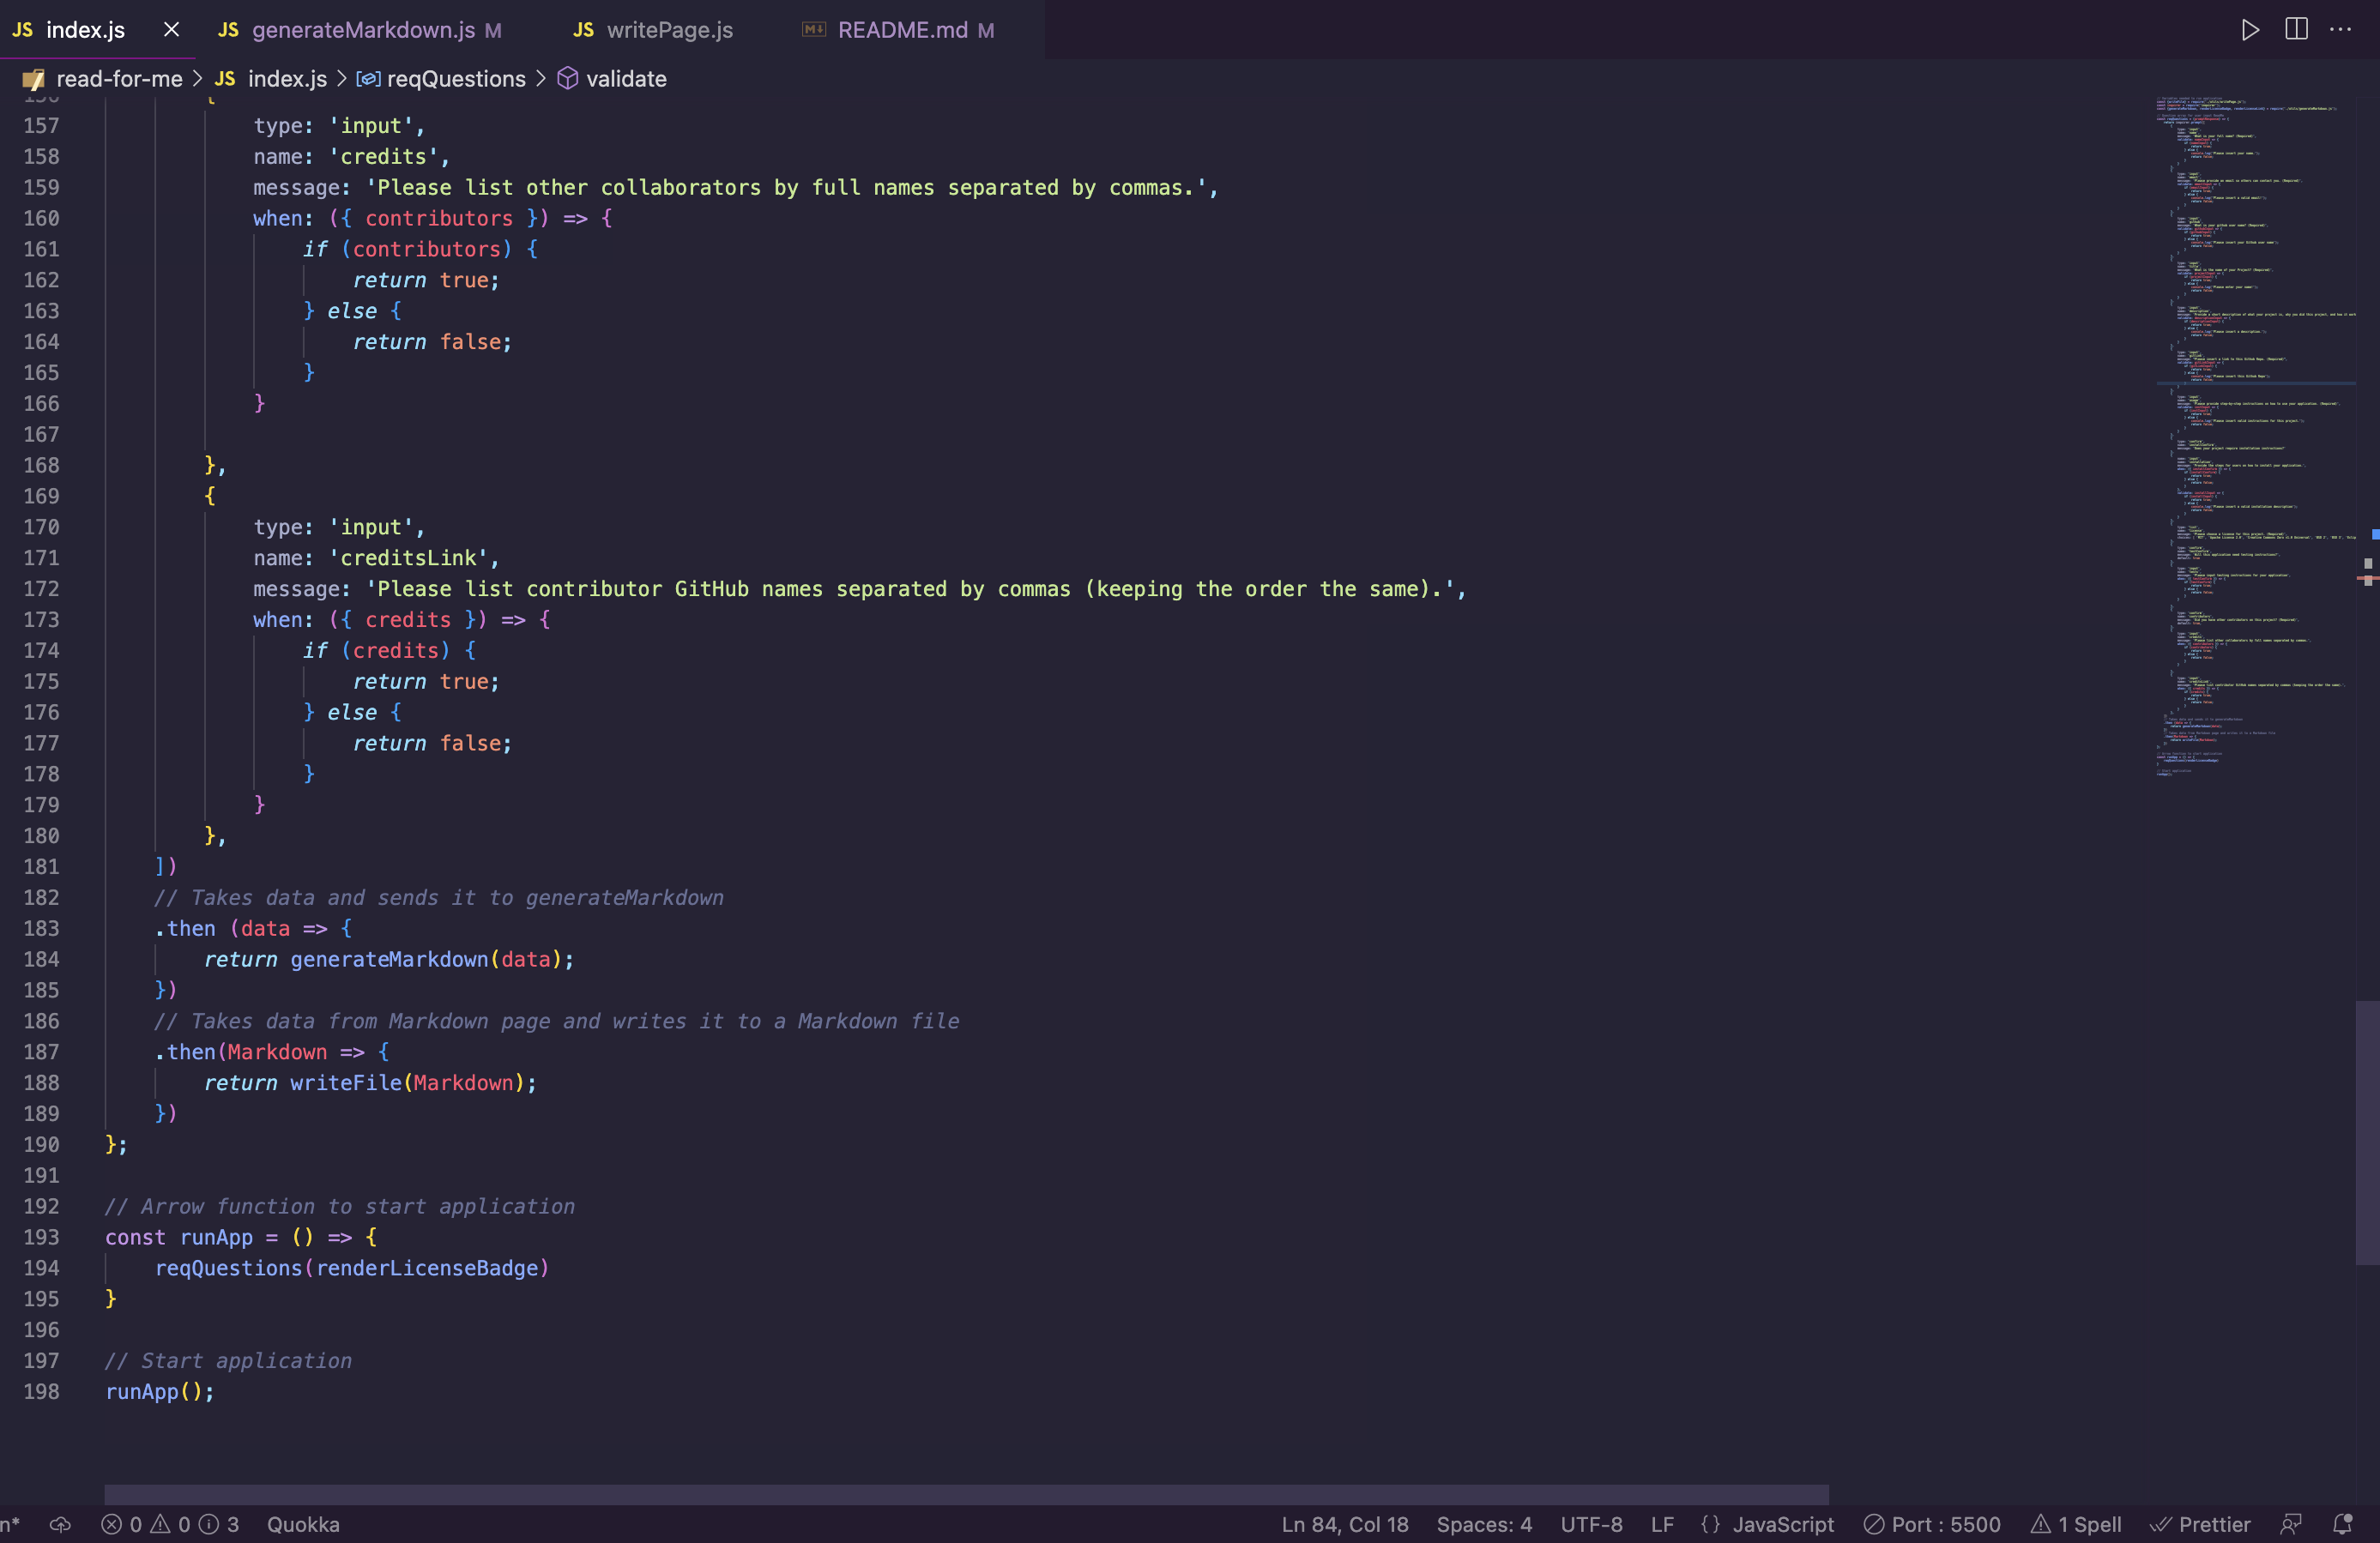 JS index.js JS generateMarkdown.js M JS writePage.js M↓ README.md M
read-for-me > JS index.js > reqQuestions > validate
157 type: 'input',
158 name: 'credits',
159 message: 'Please list other collaborators by full names separated by commas.',
160 when: ({ contributors }) => {
161 if (contributors) {
162 return true;
163 } else {
164 return false;
165 }
166 }
167
168 },
169 {
170 type: 'input',
171 name: 'creditsLink',
172 message: 'Please list contributor GitHub names separated by commas (keeping the order the same).',
173 when: ({ credits }) => {
174 if (credits) {
175 return true;
176 } else {
177 return false;
178 }
179 }
180 },
181 ])
182 // Takes data and sends it to generateMarkdown
183 .then (data => {
184 return generateMarkdown(data);
185 })
186 // Takes data from Markdown page and writes it to a Markdown file
187 .then(Markdown => {
188 return writeFile(Markdown);
189 })
190 };
191
192 // Arrow function to start application
193 const runApp = () => {
194 reqQuestions(renderLicenseBadge)
195 }
196
197 // Start application
198 runApp();
n* 0 0 3 Quokka Ln 84, Col 18 Spaces: 4 UTF-8 LF {} JavaScript Port : 5500 1 Spell Prettier